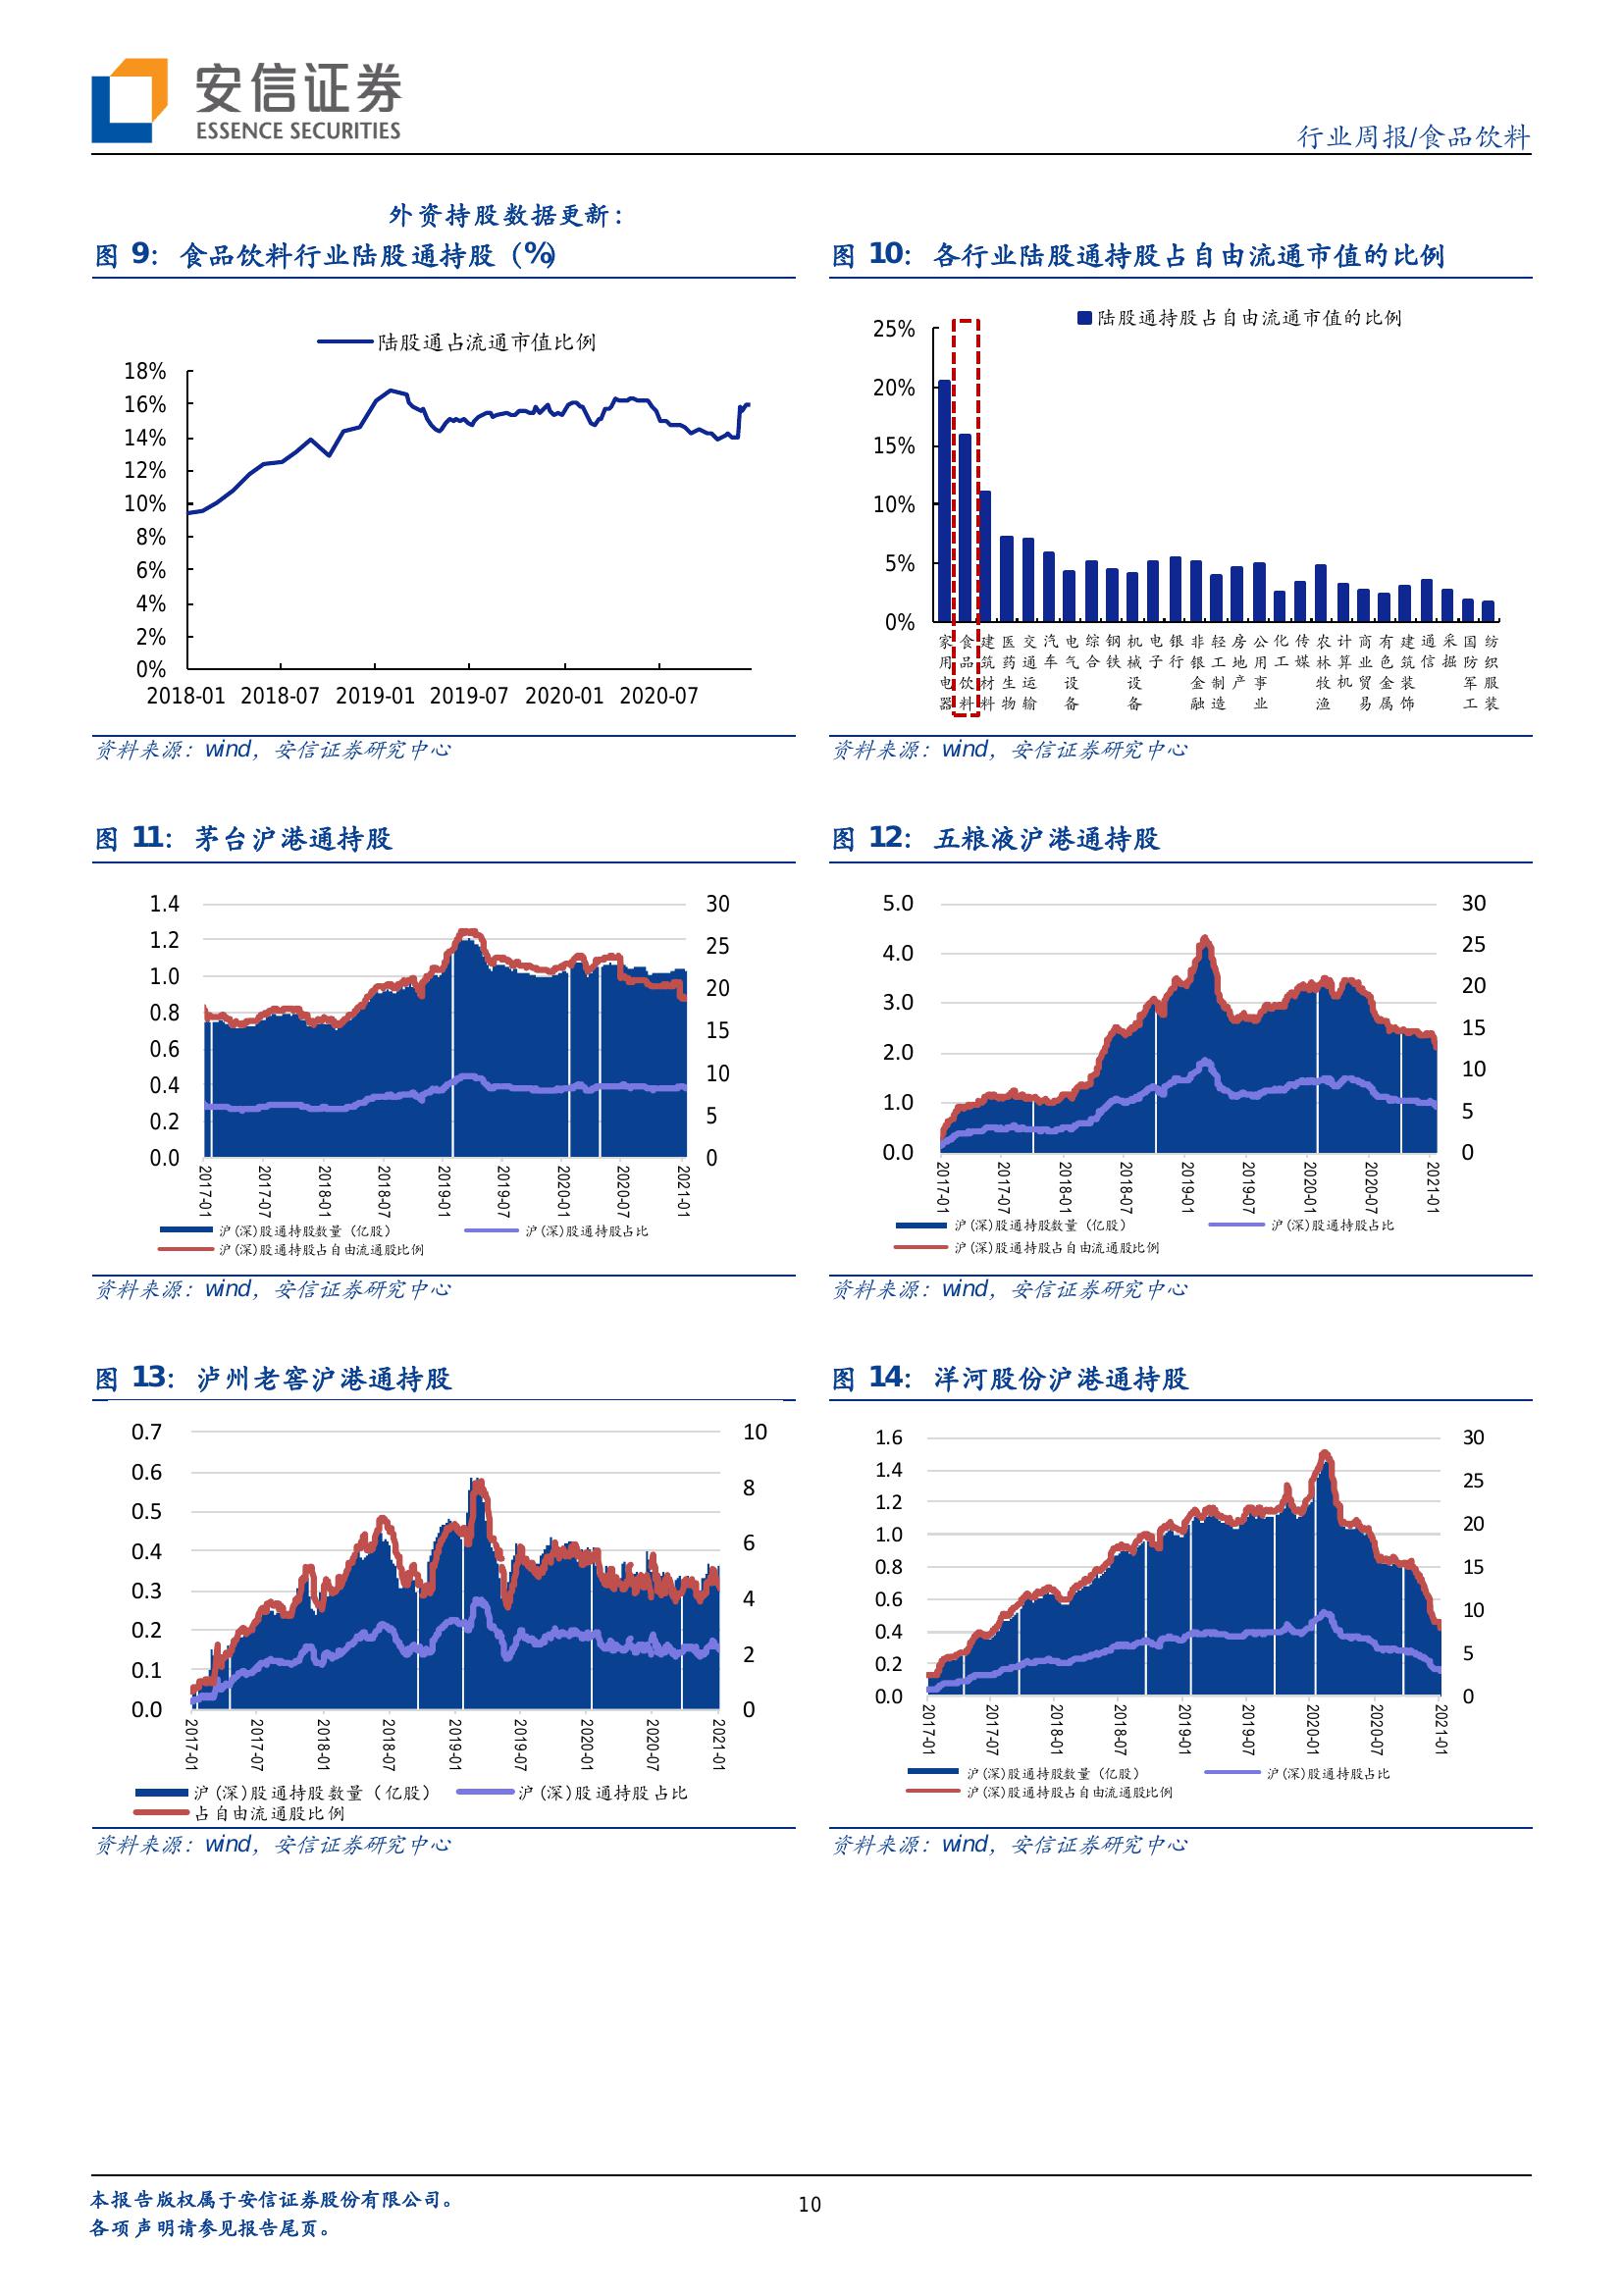 安信证券
ESSENCE SECURITIES
行业周报/食品饮料
外资持股数据更新：
图 9：食品饮料行业陆股通持股（%）
陆股通占流通市值比例
18%
16%
14%
12%
10%
8%
6%
4%
2%
0%
2018-01 2018-07 2019-01 2019-07 2020-01 2020-07
资料来源：wind，安信证券研究中心
图 10：各行业陆股通持股占自由流通市值的比例
陆股通持股占自由流通市值的比例
25%
20%
15%
10%
5%
0%
家用电器 食品饮料 建筑材料 医药生物 交通运输 汽车 电气设备 综合 钢铁 机械设备 电子 银行 非银金融 轻工制造 房地产 公用事业 化工 传媒 农林牧渔 计算机 商业贸易 有色金属 建筑装饰 通信 采掘 国防军工 纺织服装
资料来源：wind，安信证券研究中心
图 11：茅台沪港通持股
1.4
1.2
1.0
0.8
0.6
0.4
0.2
0.0
30
25
20
15
10
5
0
2017-01 2017-07 2018-01 2018-07 2019-01 2019-07 2020-01 2020-07 2021-01
沪(深)股通持股数量（亿股） 沪(深)股通持股占比
沪(深)股通持股占自由流通股比例
资料来源：wind，安信证券研究中心
图 12：五粮液沪港通持股
5.0
4.0
3.0
2.0
1.0
0.0
30
25
20
15
10
5
0
2017-01 2017-07 2018-01 2018-07 2019-01 2019-07 2020-01 2020-07 2021-01
沪(深)股通持股数量（亿股） 沪(深)股通持股占比
沪(深)股通持股占自由流通股比例
资料来源：wind，安信证券研究中心
图 13：泸州老窖沪港通持股
0.7
0.6
0.5
0.4
0.3
0.2
0.1
0.0
10
8
6
4
2
0
2017-01 2017-07 2018-01 2018-07 2019-01 2019-07 2020-01 2020-07 2021-01
沪(深)股通持股数量（亿股） 沪(深)股通持股占比
占自由流通股比例
资料来源：wind，安信证券研究中心
图 14：洋河股份沪港通持股
1.6
1.4
1.2
1.0
0.8
0.6
0.4
0.2
0.0
30
25
20
15
10
5
0
2017-01 2017-07 2018-01 2018-07 2019-01 2019-07 2020-01 2020-07 2021-01
沪(深)股通持股数量（亿股） 沪(深)股通持股占比
沪(深)股通持股占自由流通股比例
资料来源：wind，安信证券研究中心
本报告版权属于安信证券股份有限公司。
各项声明请参见报告尾页。
10